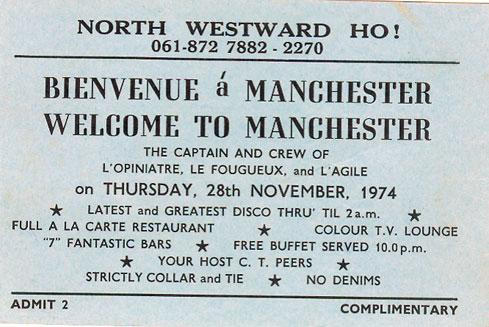 NORTH WESTWARD HO!
061-872 7882 - 2270
BIENVENUE á MANCHESTER
WELCOME TO MANCHESTER
THE CAPTAIN AND CREW OF
L'OPINIATRE, LE FOUGUEUX, and L'AGILE
on THURSDAY, 28th NOVEMBER, 1974
★ LATEST and GREATEST DISCO THRU' TIL 2 a.m. ★
FULL A LA CARTE RESTAURANT ★ COLOUR T.V. LOUNGE
"7" FANTASTIC BARS ★ FREE BUFFET SERVED 10.0 p.m.
★ YOUR HOST C. T. PEERS ★
STRICTLY COLLAR and TIE ★ NO DENIMS
ADMIT 2 COMPLIMENTARY